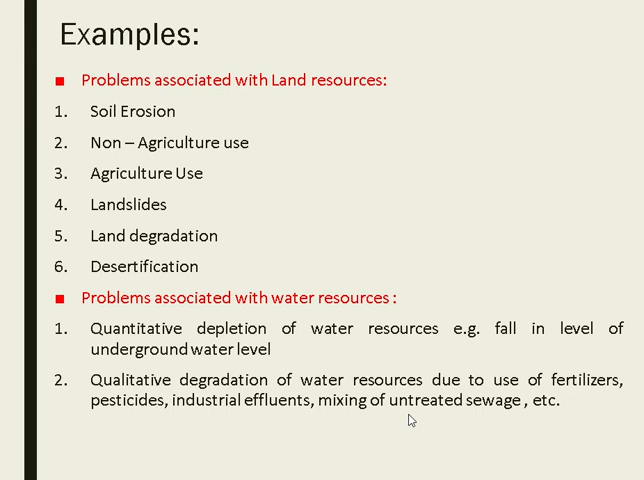 Examples:
■ Problems associated with Land resources:
1. Soil Erosion
2. Non – Agriculture use
3. Agriculture Use
4. Landslides
5. Land degradation
6. Desertification
■ Problems associated with water resources :
1. Quantitative depletion of water resources e.g. fall in level of
underground water level
2. Qualitative degradation of water resources due to use of fertilizers,
pesticides, industrial effluents, mixing of untreated sewage , etc.